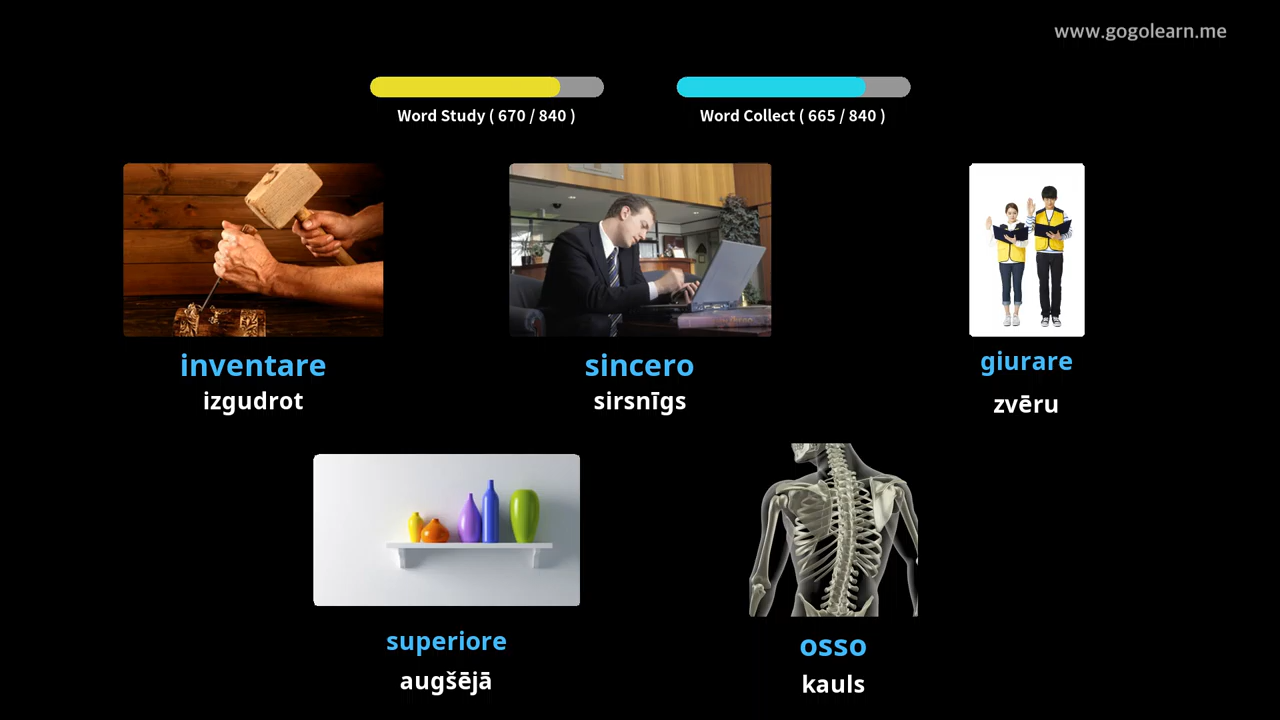 www.gogolearn.me
Word Study ( 670 / 840 )
Word Collect ( 665 / 840 )
inventare
izgudrot
sincero
sirsnīgs
giurare
zvēru
superiore
augšējā
osso
kauls